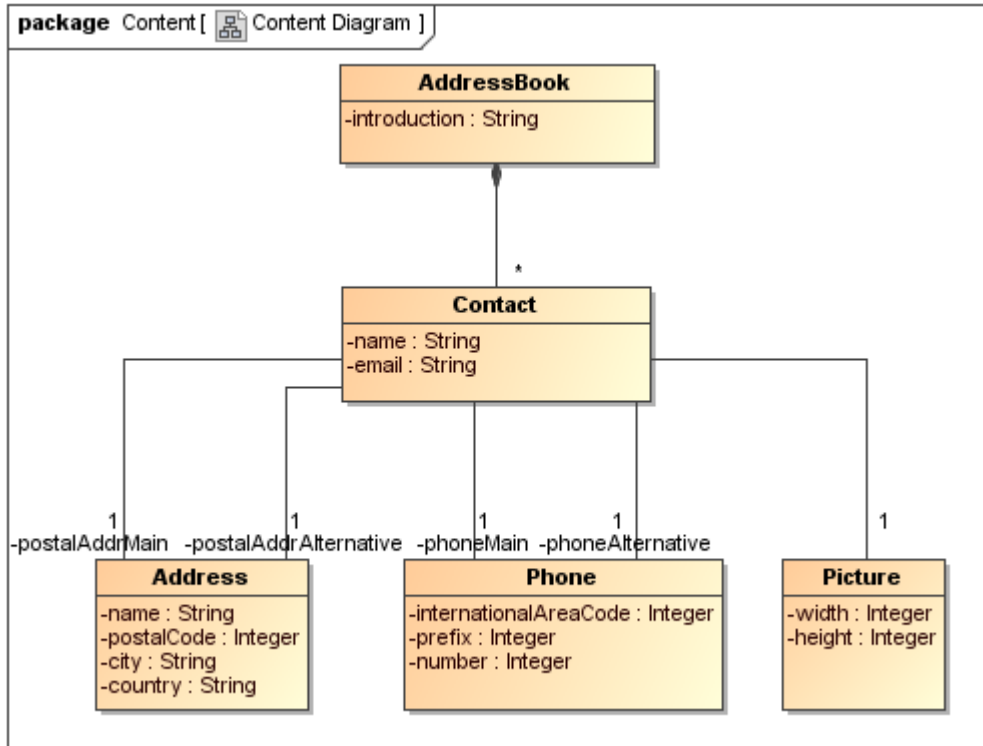 package Content [ Content Diagram ]
AddressBook
-introduction : String
*
Contact
-name : String
-email : String
1 1 1 1 1
-postalAddrMain -postalAddrAlternative -phoneMain -phoneAlternative
Address
-name : String
-postalCode : Integer
-city : String
-country : String
Phone
-internationalAreaCode : Integer
-prefix : Integer
-number : Integer
Picture
-width : Integer
-height : Integer